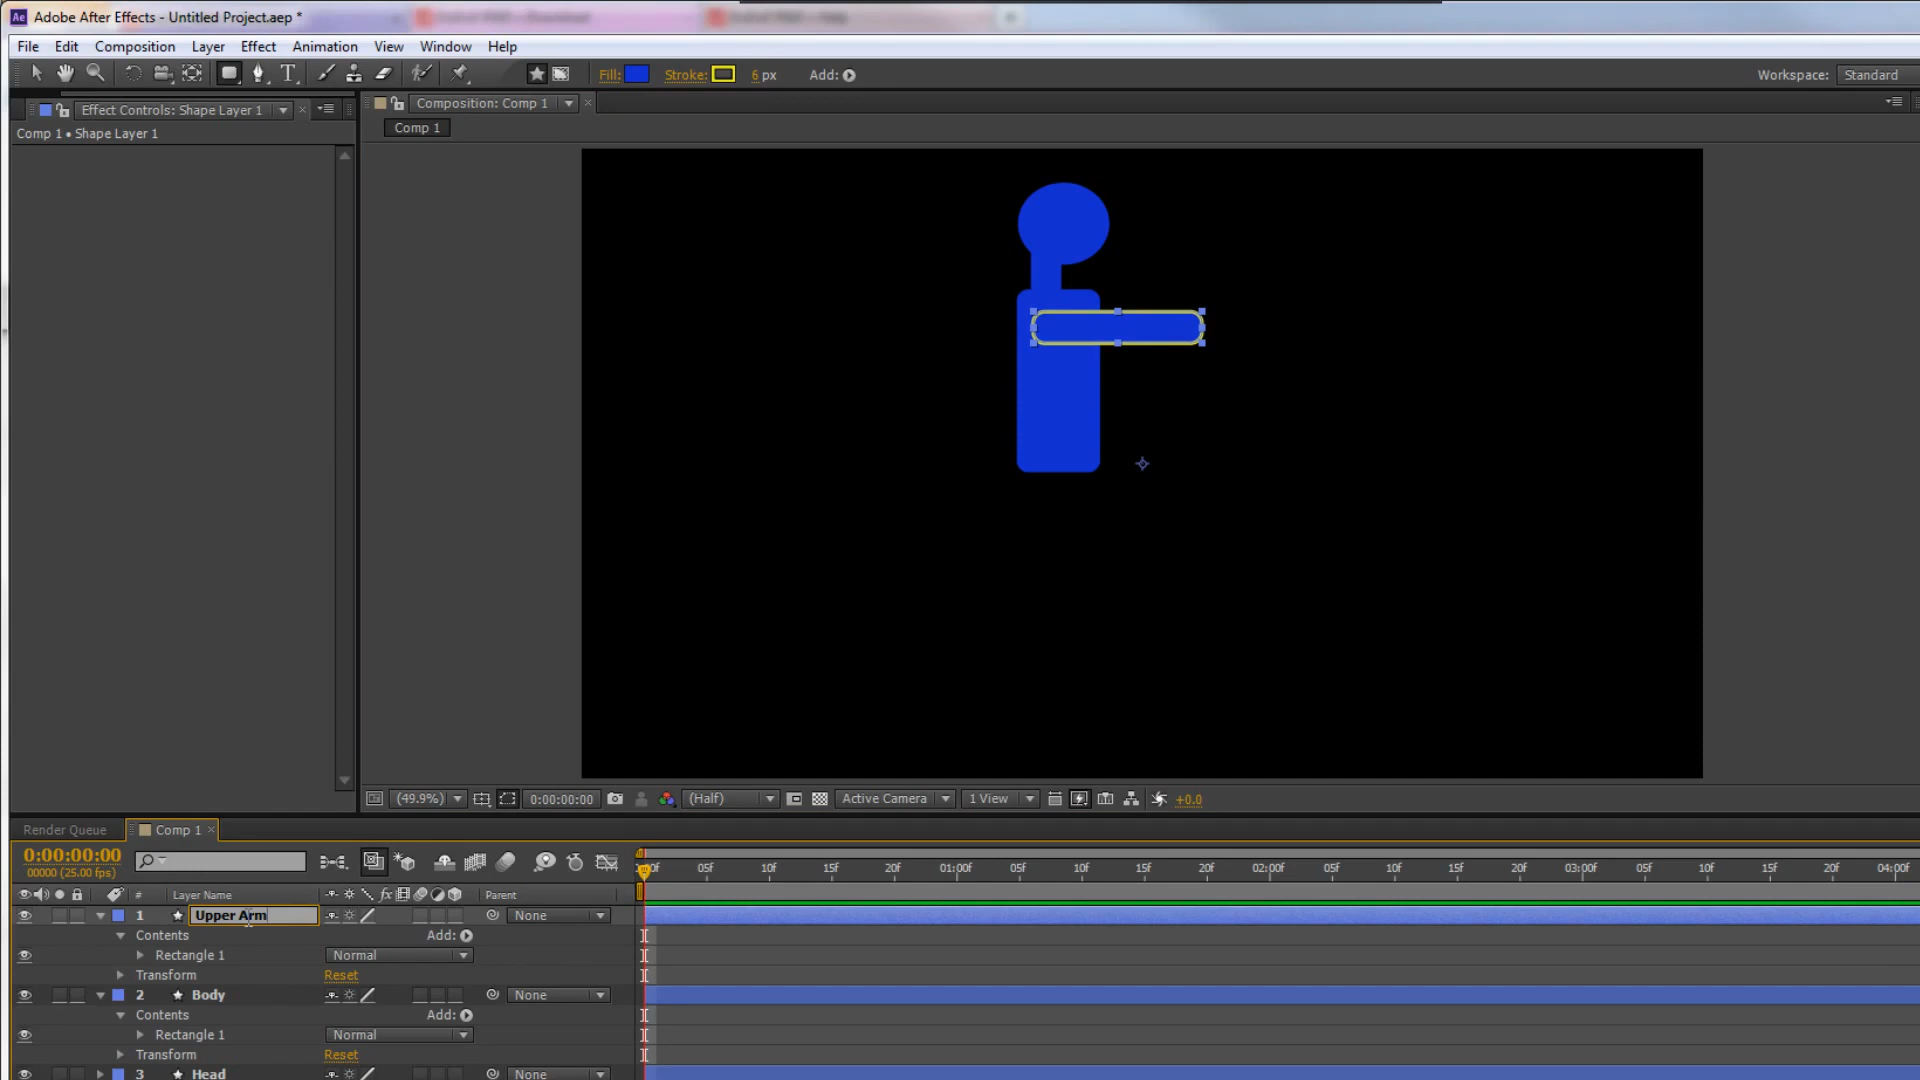 Adobe After Effects - Untitled Project.aep *
File Edit Composition Layer Effect Animation View Window Help
Fill: Stroke: 6 px Add:
Workspace: Standard
Effect Controls: Shape Layer 1
Composition: Comp 1
Comp 1 • Shape Layer 1
Comp 1
(49.9%) 0:00:00:00 (Half) Active Camera 1 View +0.0
Render Queue Comp 1
0:00:00:00
00000 (25.00 fps)
05f 10f 15f 20f 01:00f 05f 10f 15f 20f 02:00f 05f 10f 15f 20f 03:00f 05f 10f 15f 20f 04:00f
# Layer Name Parent
1 Upper Arm None
Contents Add:
Rectangle 1 Normal
Transform Reset
2 Body None
Contents Add:
Rectangle 1 Normal
Transform Reset
3 Head None